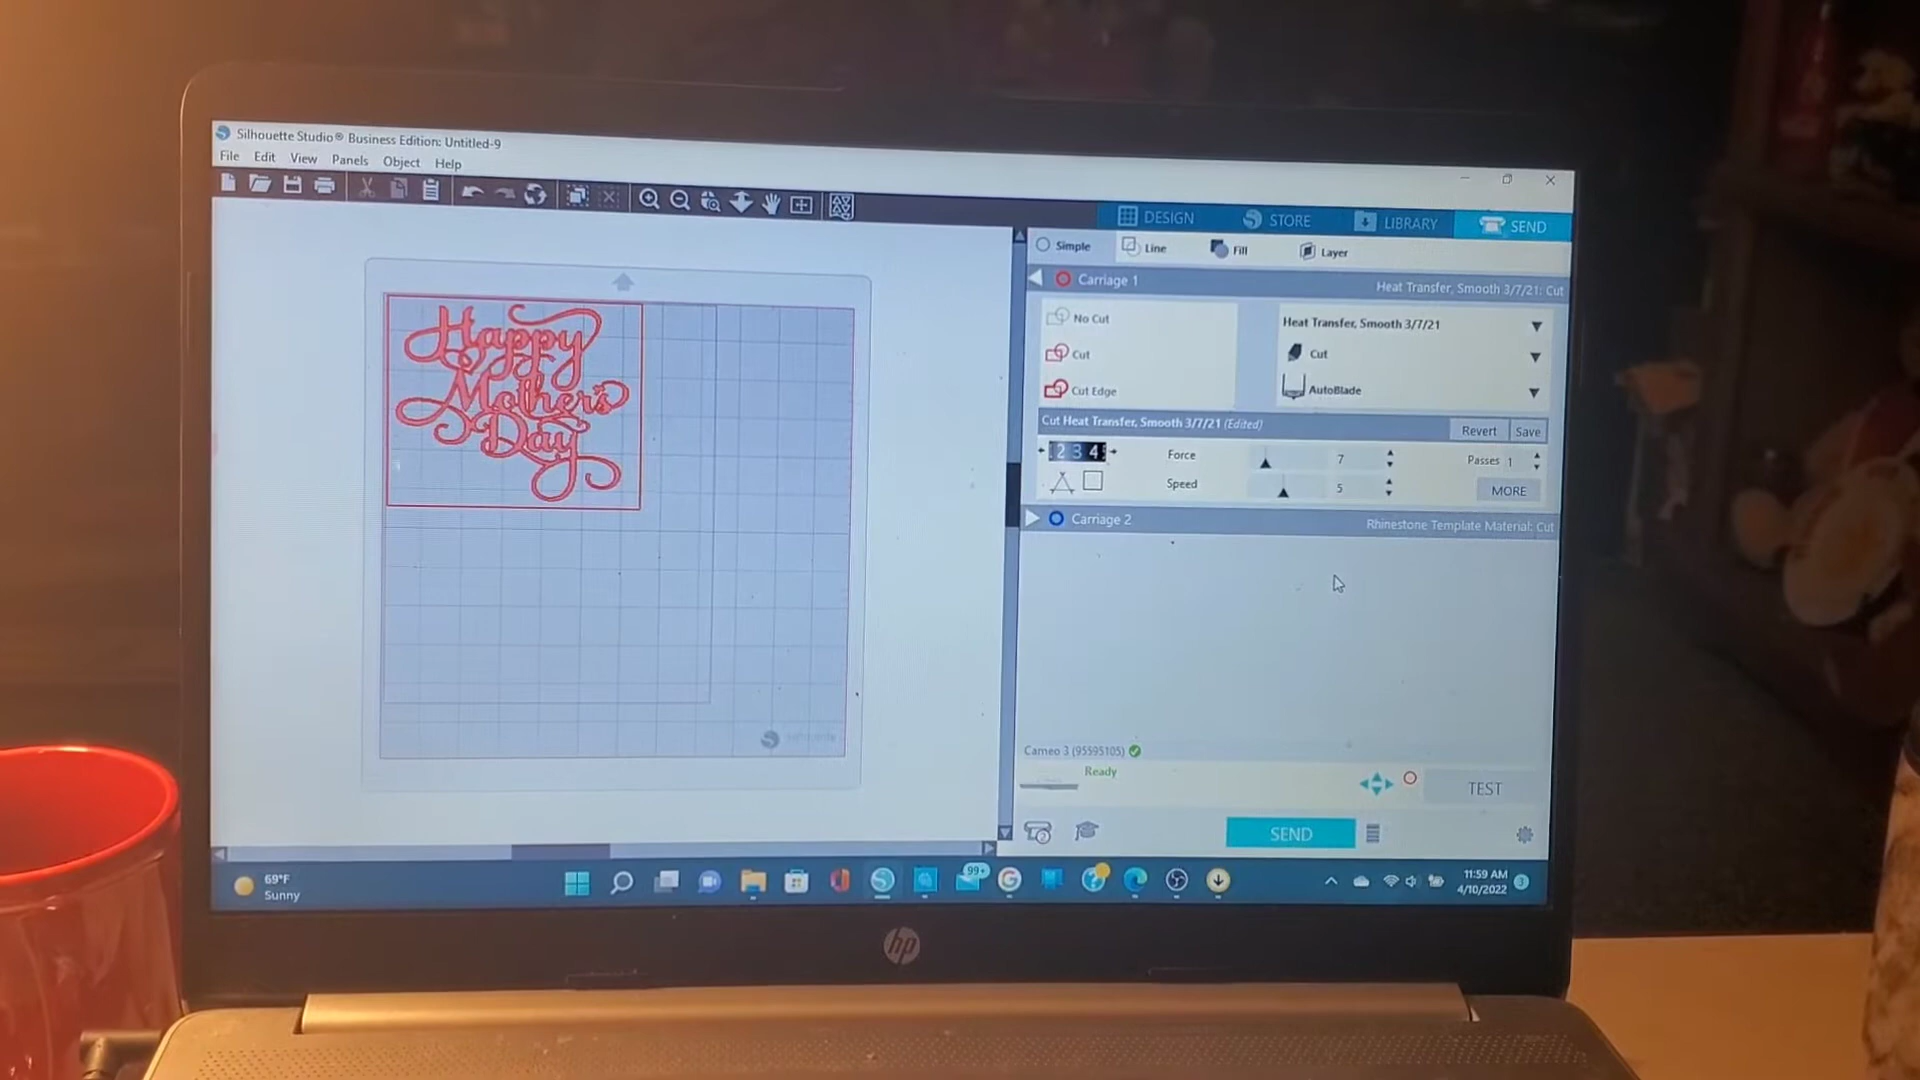 Silhouette Studio® Business Edition: Untitled-9
File Edit View Panels Object Help
DESIGN STORE LIBRARY SEND
Simple Line Fill Layer
Carriage 1 Heat Transfer, Smooth 3/7/21: Cut
No Cut
Cut
Cut Edge
Heat Transfer, Smooth 3/7/21
Cut
AutoBlade
Cut Heat Transfer, Smooth 3/7/21 (Edited) Revert Save
2 3 4 Force 7 Passes 1
Speed 5 MORE
Carriage 2 Rhinestone Template Material: Cut
Happy
Mother's
Day
Cameo 3 (95595105)
Ready
TEST
SEND
69°F
Sunny
99+
11:59 AM
4/10/2022
3
hp